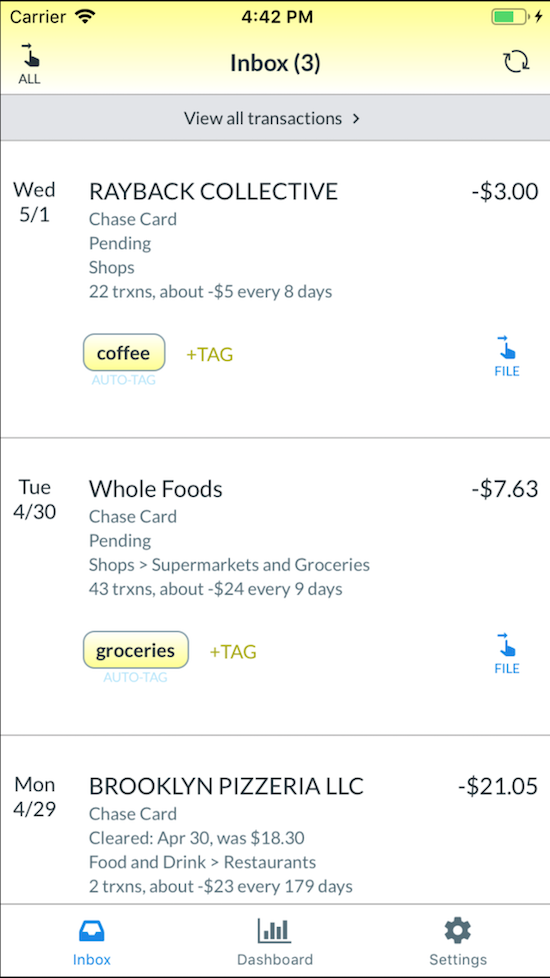 Carrier 4:42 PM
ALL Inbox (3)
View all transactions >
Wed 5/1
RAYBACK COLLECTIVE -$3.00
Chase Card
Pending
Shops
22 trxns, about -$5 every 8 days
coffee +TAG
AUTO-TAG
FILE
Tue 4/30
Whole Foods -$7.63
Chase Card
Pending
Shops > Supermarkets and Groceries
43 trxns, about -$24 every 9 days
groceries +TAG
AUTO-TAG
FILE
Mon 4/29
BROOKLYN PIZZERIA LLC -$21.05
Chase Card
Cleared: Apr 30, was $18.30
Food and Drink > Restaurants
2 trxns, about -$23 every 179 days
Inbox Dashboard Settings